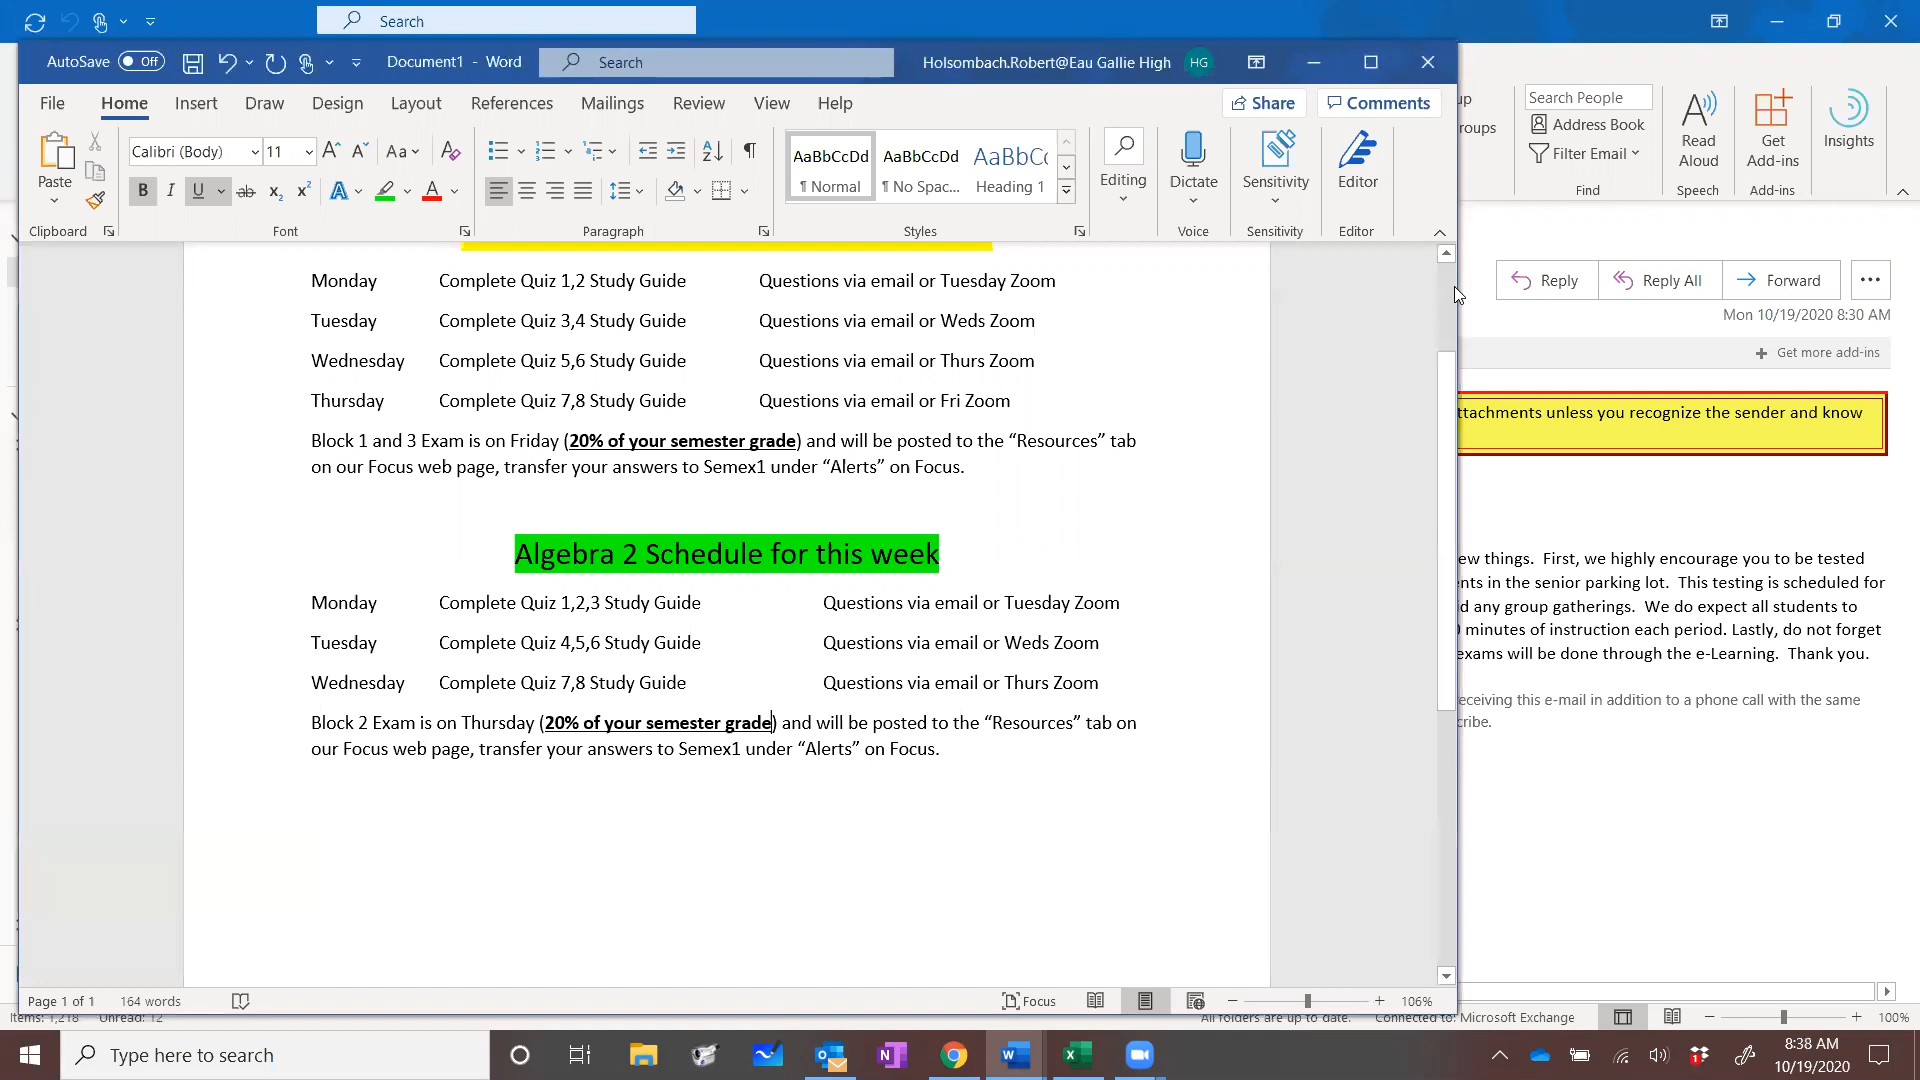 Search
AutoSave Off Document1 - Word Search Holsombach.Robert@Eau Gallie High HG
File Home Insert Draw Design Layout References Mailings Review View Help Share Comments
Search People
Address Book
Filter Email
Find
Read Aloud
Speech
Get Add-ins
Add-ins
Insights
Paste
Clipboard
Calibri (Body) 11 Aa
B I U ab x₂ x² A A
Font
Paragraph
AaBbCcDd AaBbCcDd AaBbCc
¶ Normal ¶ No Spac... Heading 1
Styles
Editing
Dictate
Voice
Sensitivity
Sensitivity
Editor
Editor
Reply Reply All Forward ...
Mon 10/19/2020 8:30 AM
Get more add-ins
Monday Complete Quiz 1,2 Study Guide Questions via email or Tuesday Zoom
Tuesday Complete Quiz 3,4 Study Guide Questions via email or Weds Zoom
Wednesday Complete Quiz 5,6 Study Guide Questions via email or Thurs Zoom
Thursday Complete Quiz 7,8 Study Guide Questions via email or Fri Zoom
Block 1 and 3 Exam is on Friday (20% of your semester grade) and will be posted to the “Resources” tab
on our Focus web page, transfer your answers to Semex1 under “Alerts” on Focus.
Algebra 2 Schedule for this week
Monday Complete Quiz 1,2,3 Study Guide Questions via email or Tuesday Zoom
Tuesday Complete Quiz 4,5,6 Study Guide Questions via email or Weds Zoom
Wednesday Complete Quiz 7,8 Study Guide Questions via email or Thurs Zoom
Block 2 Exam is on Thursday (20% of your semester grade) and will be posted to the “Resources” tab on
our Focus web page, transfer your answers to Semex1 under “Alerts” on Focus.
unless you recognize the sender and know
things. First, we highly encourage you to be tested
in the senior parking lot. This testing is scheduled for
any group gatherings. We do expect all students to
minutes of instruction each period. Lastly, do not forget
exams will be done through the e-Learning. Thank you.
receiving this e-mail in addition to a phone call with the same
Page 1 of 1 164 words Focus 106%
Items: 1,218 Unread: 12 All folders are up to date. Connected to: Microsoft Exchange 100%
Type here to search
8:38 AM
10/19/2020